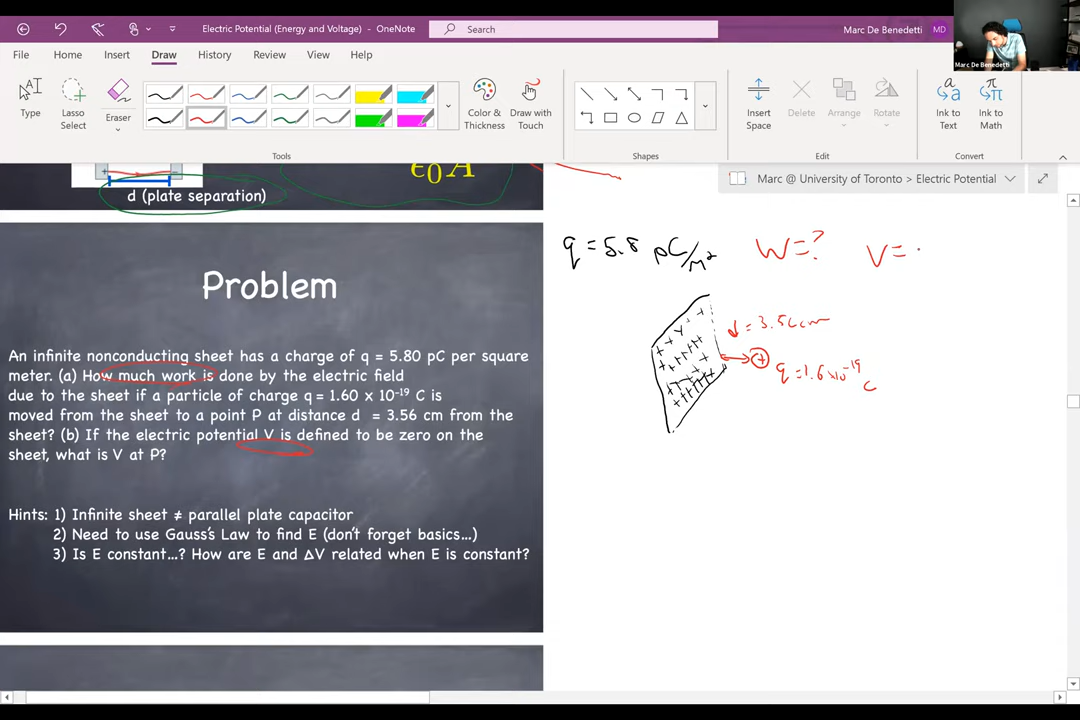 Electric Potential (Energy and Voltage) - OneNote
Search
Marc De Benedetti
MD
Marc De Benedetti
File Home Insert Draw History Review View Help
Type
Lasso Select
Eraser
Color & Thickness
Draw with Touch
Insert Space
Delete
Arrange
Rotate
Ink to Text
Ink to Math
Tools
Shapes
Edit
Convert
Marc @ University of Toronto > Electric Potential
+ −
ϵ0A
d (plate separation)
Problem
An infinite nonconducting sheet has a charge of q = 5.80 pC per square
meter. (a) How much work is done by the electric field
due to the sheet if a particle of charge q = 1.60 x 10⁻¹⁹ C is
moved from the sheet to a point P at distance d = 3.56 cm from the
sheet? (b) If the electric potential V is defined to be zero on the
sheet, what is V at P?
Hints: 1) Infinite sheet ≠ parallel plate capacitor
2) Need to use Gauss's Law to find E (don't forget basics...)
3) Is E constant...? How are E and ΔV related when E is constant?
q = 5.8 pC/m² W=? V=
d = 3.56cm
+ q=1.6x10⁻¹⁹
C